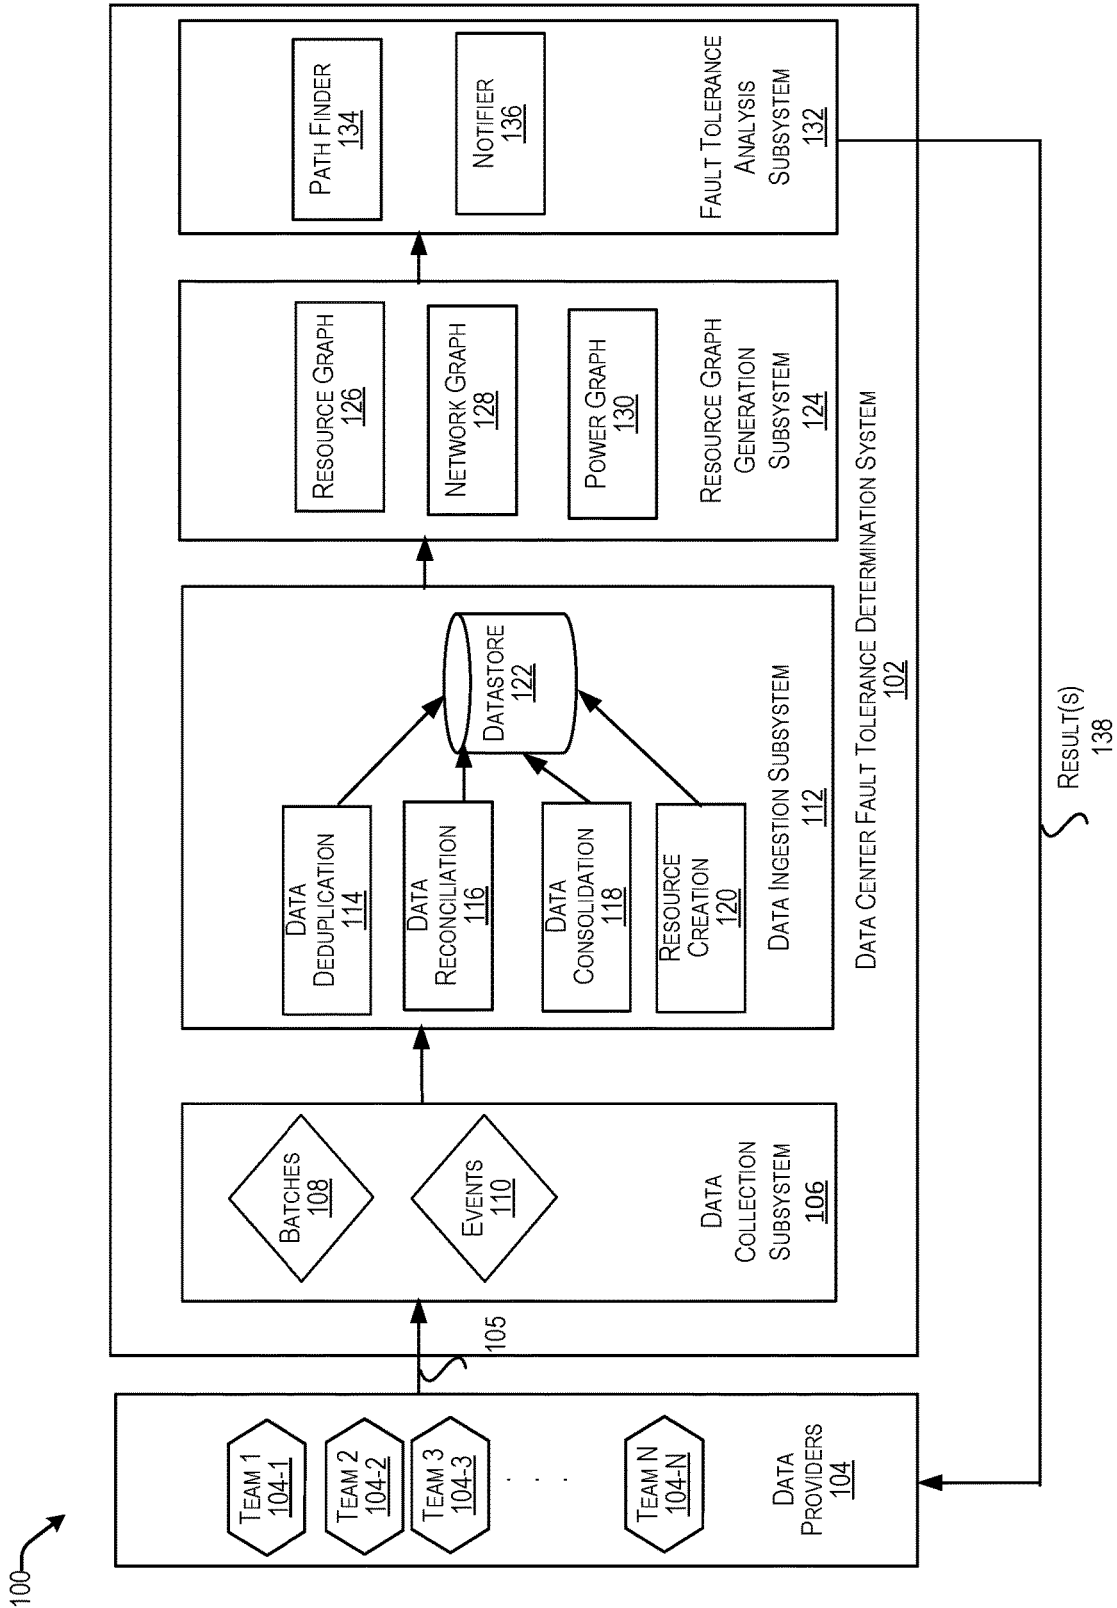 100
TEAM 1
104-1
TEAM 2
104-2
TEAM 3
104-3
. . .
TEAM N
104-N
DATA
PROVIDERS
104
105
BATCHES
108
EVENTS
110
DATA
COLLECTION
SUBSYSTEM
106
DATA
DEDUPLICATION
114
DATA
RECONCILIATION
116
DATA
CONSOLIDATION
118
RESOURCE
CREATION
120
DATASTORE
122
DATA INGESTION SUBSYSTEM
112
RESOURCE GRAPH
126
NETWORK GRAPH
128
POWER GRAPH
130
RESOURCE GRAPH
GENERATION
SUBSYSTEM
124
PATH FINDER
134
NOTIFIER
136
FAULT TOLERANCE
ANALYSIS
SUBSYSTEM
132
DATA CENTER FAULT TOLERANCE DETERMINATION SYSTEM
102
RESULT(S)
138